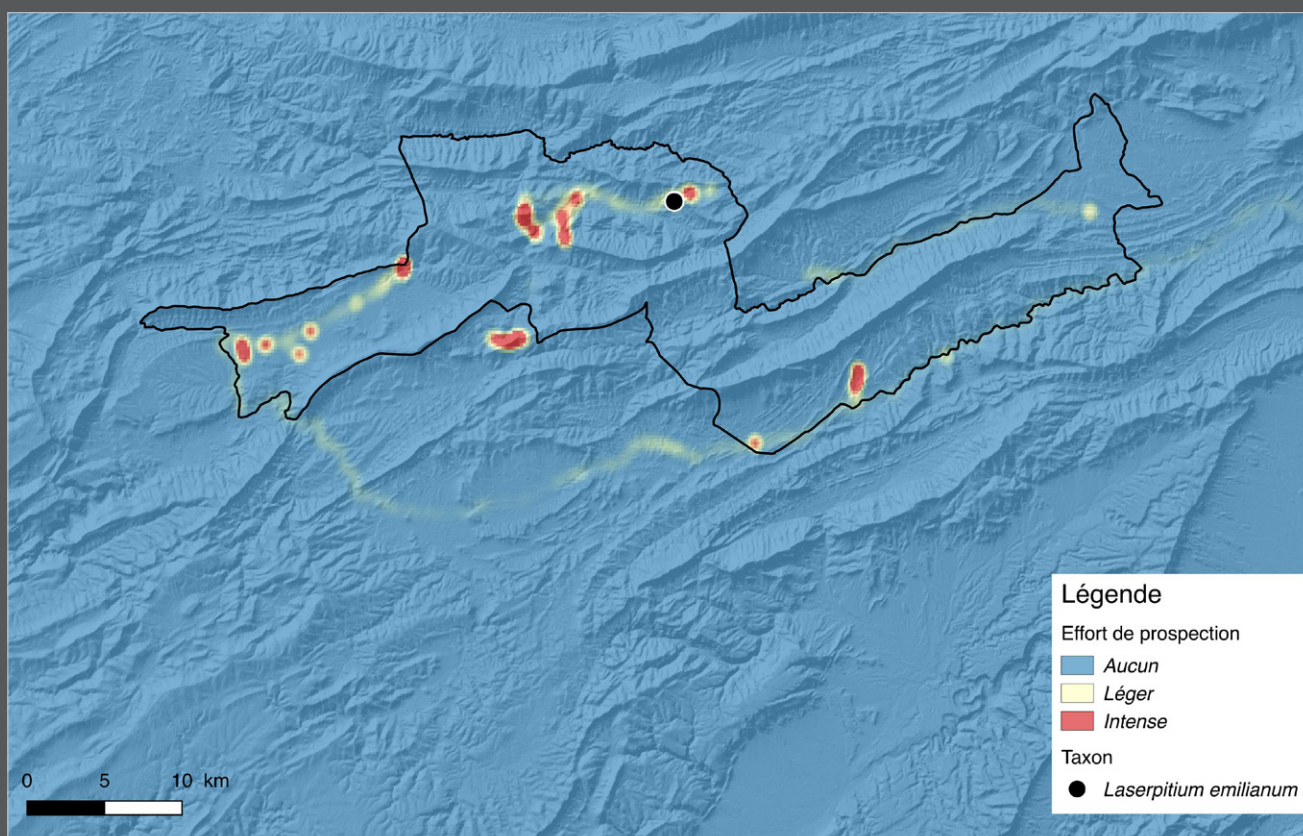 Légende
Effort de prospection
Aucun
Léger
Intense
Taxon
Laserpitium emilianum
0 5 10 km